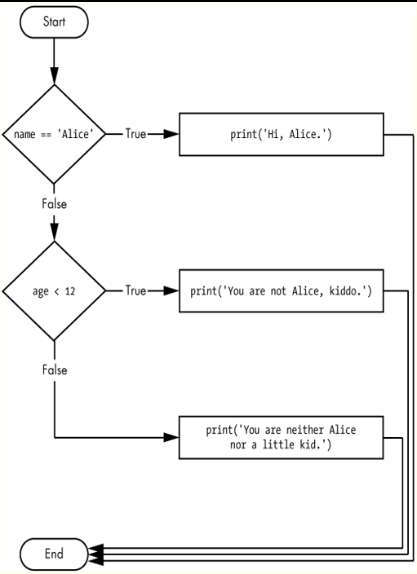 Start
name == 'Alice'
True
print('Hi, Alice.')
False
age < 12
True
print('You are not Alice, kiddo.')
False
print('You are neither Alice
nor a little kid.')
End